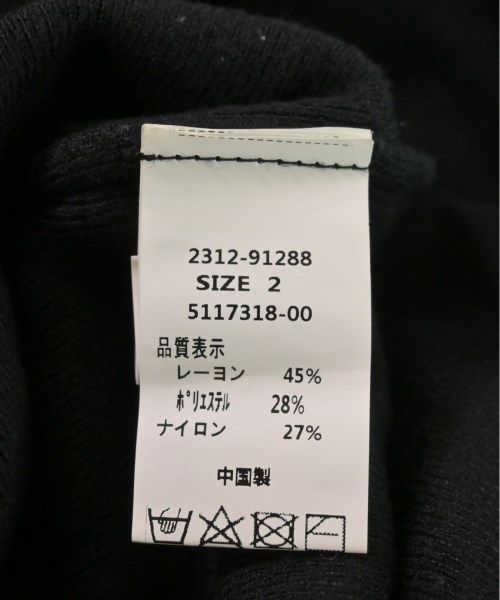 2312-91288
SIZE 2
5117318-00
品質表示
レーヨン 45%
ﾎﾟﾘｴｽﾃﾙ 28%
ナイロン 27%
中国製